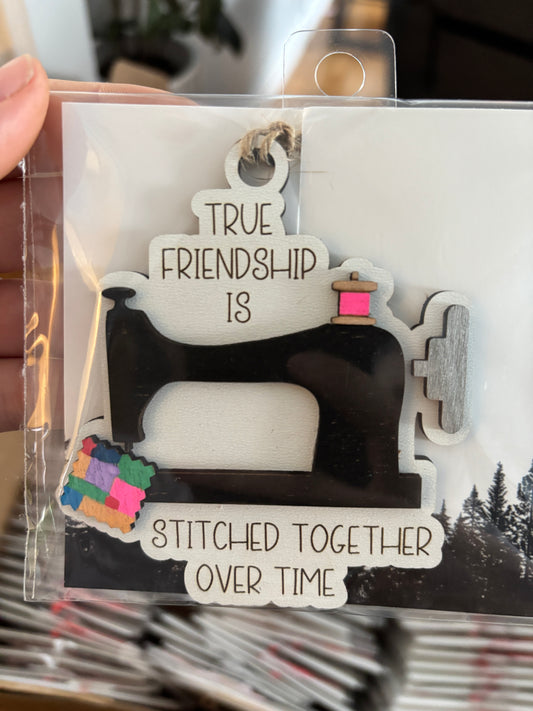 TRUE
FRIENDSHIP
IS
STITCHED TOGETHER
OVER TIME